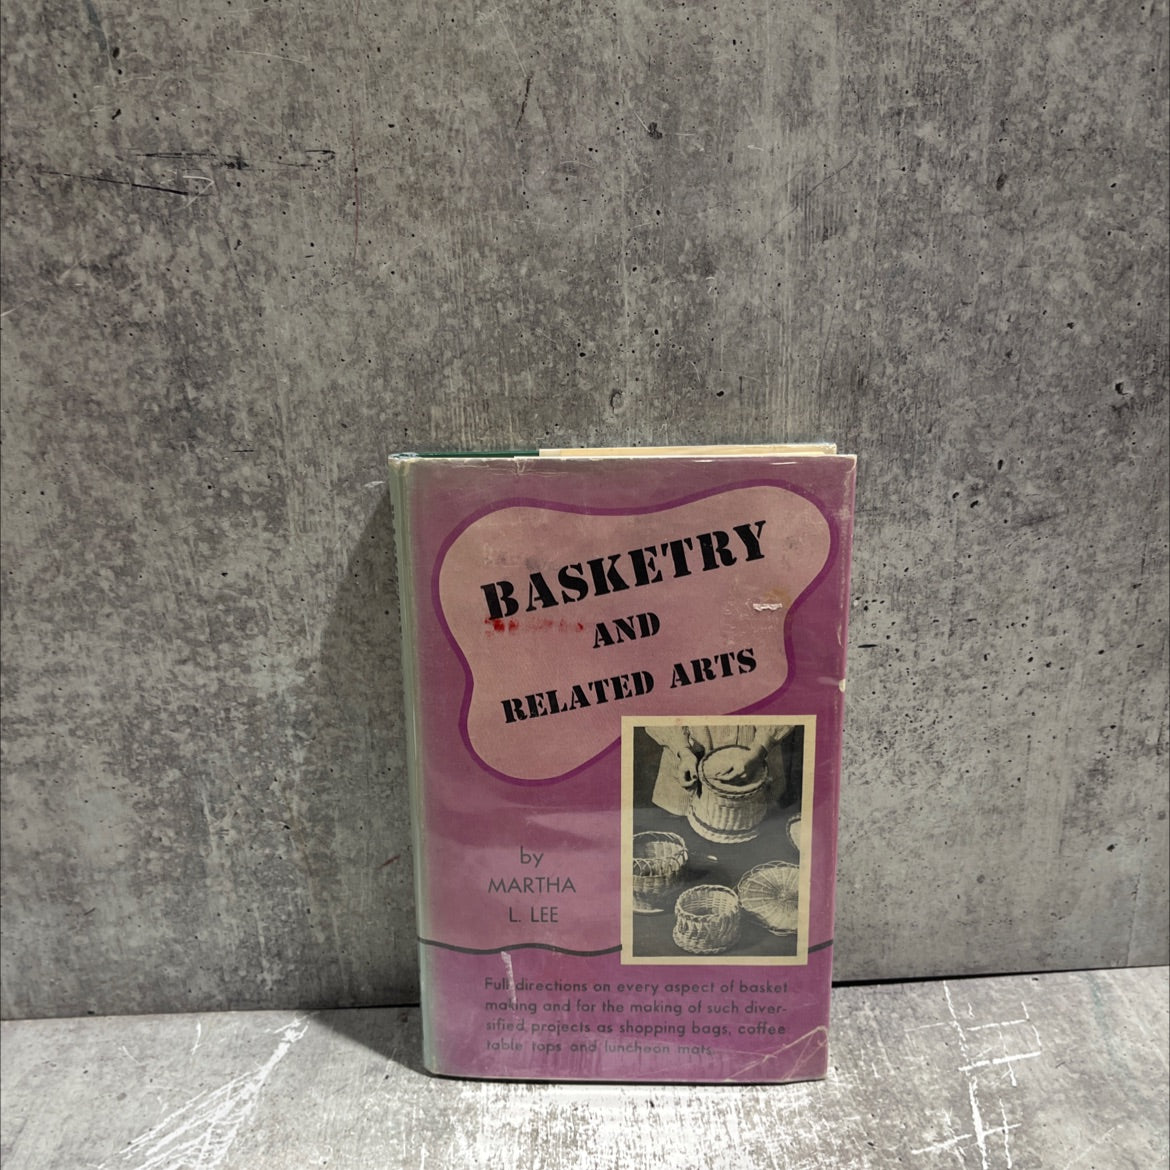 BASKETRY
AND
RELATED ARTS
by
MARTHA
L. LEE
Full directions on every aspect of basket
making and for the making of such diver-
sified projects as shopping bags, coffee
table tops and luncheon mats.